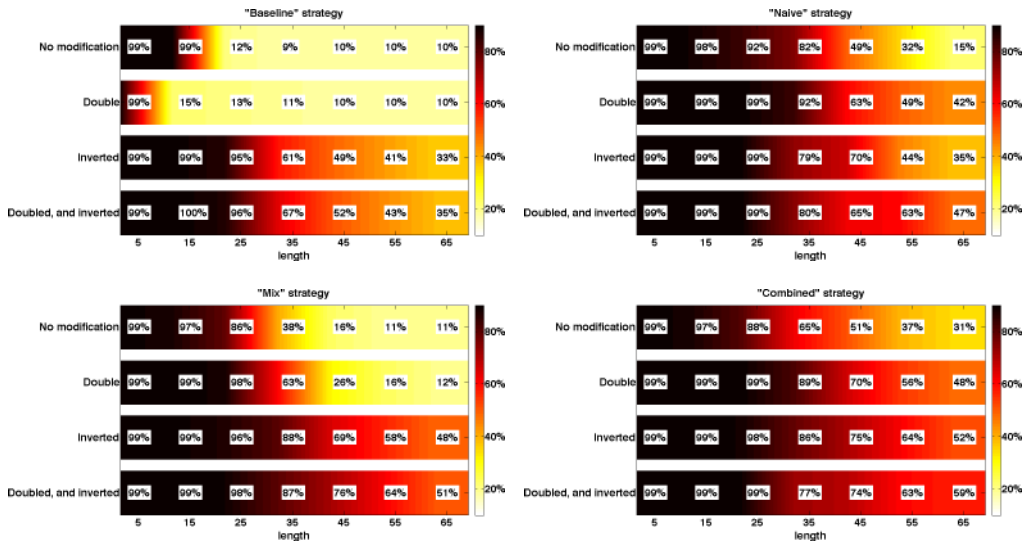 "Baseline" strategy
No modification 99% 99% 12% 9% 10% 10% 10% 80%
Double 99% 15% 13% 11% 10% 10% 10% 60%
Inverted 99% 99% 95% 61% 49% 41% 33% 40%
Doubled, and inverted 99% 100% 96% 67% 52% 43% 35% 20%
5 15 25 35 45 55 65
length
"Naive" strategy
No modification 99% 98% 92% 82% 49% 32% 15% 80%
Double 99% 99% 99% 92% 63% 49% 42% 60%
Inverted 99% 99% 99% 79% 70% 44% 35% 40%
Doubled, and inverted 99% 99% 99% 80% 65% 63% 47% 20%
5 15 25 35 45 55 65
length
"Mix" strategy
No modification 99% 97% 86% 38% 16% 11% 11% 80%
Double 99% 99% 98% 63% 26% 16% 12% 60%
Inverted 99% 99% 96% 88% 69% 58% 48% 40%
Doubled, and inverted 99% 99% 98% 87% 76% 64% 51% 20%
5 15 25 35 45 55 65
length
"Combined" strategy
No modification 99% 97% 88% 65% 51% 37% 31% 80%
Double 99% 99% 99% 89% 70% 56% 48% 60%
Inverted 99% 99% 98% 86% 75% 64% 52% 40%
Doubled, and inverted 99% 99% 99% 77% 74% 63% 59% 20%
5 15 25 35 45 55 65
length